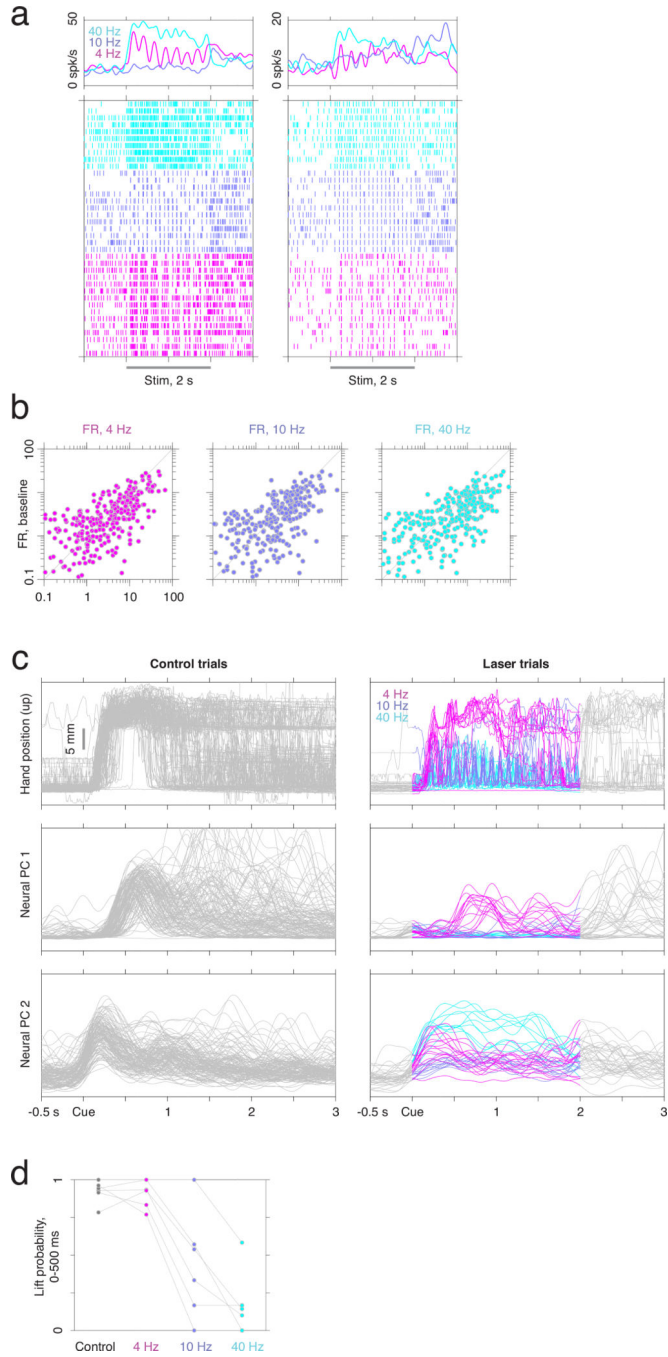 a
50
40 Hz
10 Hz
4 Hz
0 spk/s
20
0 spk/s
Stim, 2 s
Stim, 2 s
b
FR, 4 Hz
FR, 10 Hz
FR, 40 Hz
100
FR, baseline
0.1
0.1 1 10 100
c
Control trials
Laser trials
Hand position (up)
5 mm
4 Hz
10 Hz
40 Hz
Neural PC 1
Neural PC 2
-0.5 s Cue 1 2 3
-0.5 s Cue 1 2 3
d
1
Lift probability,
0-500 ms
0
Control 4 Hz 10 Hz 40 Hz